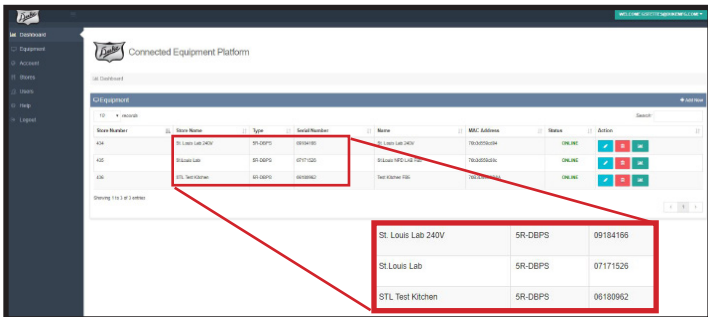 Duke
Dashboard
Equipment
Account
Stores
Users
Help
Logout
Duke Connected Equipment Platform
Dashboard
Equipment
Add New
10 records
Search:
Store Number Store Name Type Serial Number Name MAC Address Status Action
434 St. Louis Lab 240V 5R-DBPS 09184166 St. Louis Lab 240V ONLINE
435 St.Louis Lab 5R-DBPS 07171526 ONLINE
436 STL Test Kitchen 5R-DBPS 06180962 Test Kitchen FBS ONLINE
Showing 1 to 3 of 3 entries
1
St. Louis Lab 240V 5R-DBPS 09184166
St.Louis Lab 5R-DBPS 07171526
STL Test Kitchen 5R-DBPS 06180962